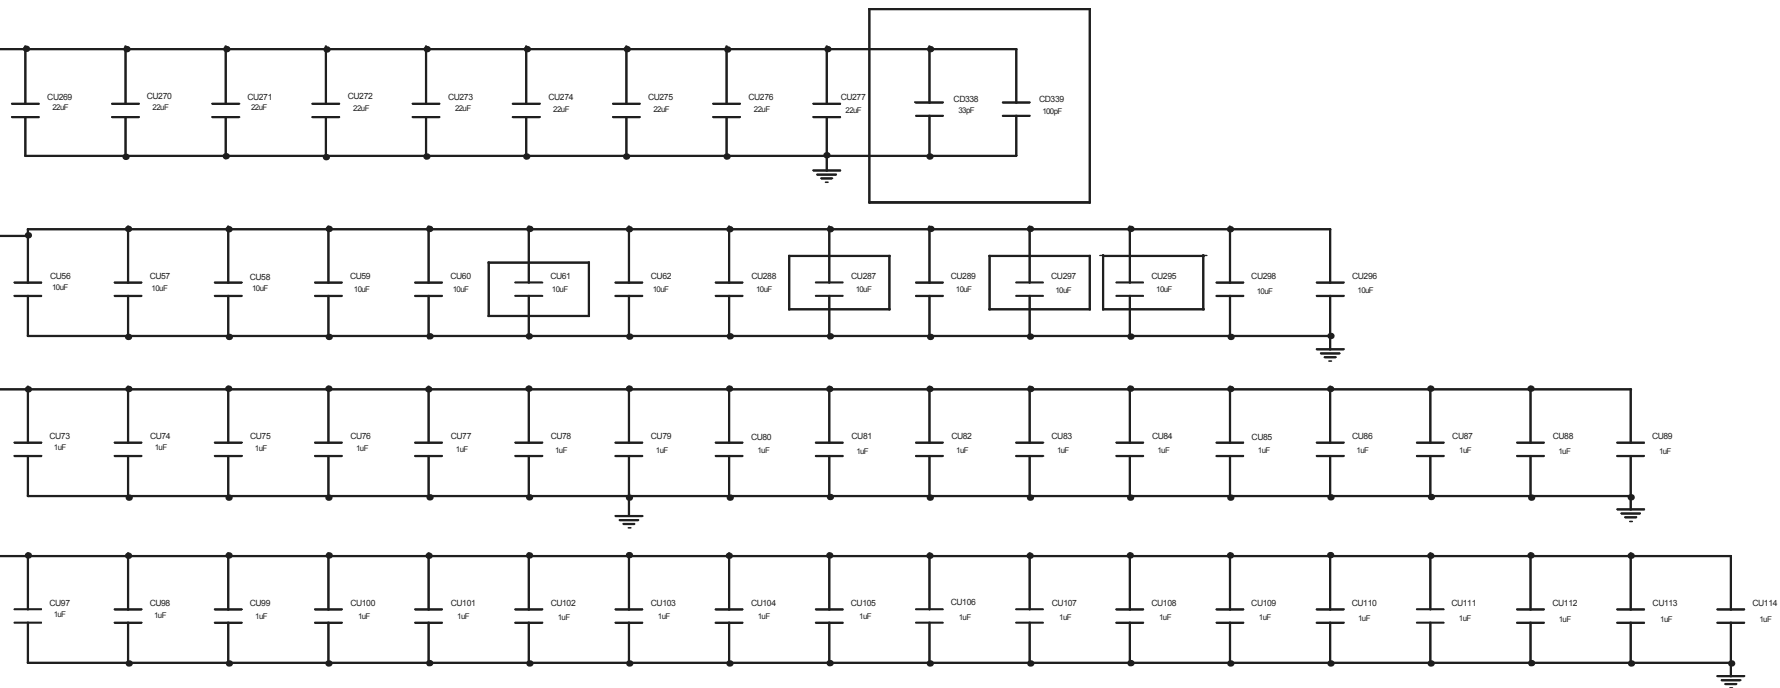 CU269
22uF
CU270
22uF
CU271
22uF
CU272
22uF
CU273
22uF
CU274
22uF
CU275
22uF
CU276
22uF
CU277
22uF
CD338
33pF
CD339
100pF
CU56
10uF
CU57
10uF
CU58
10uF
CU59
10uF
CU60
10uF
CU61
10uF
CU62
10uF
CU288
10uF
CU287
10uF
CU289
10uF
CU297
10uF
CU295
10uF
CU298
10uF
CU296
10uF
CU73
1uF
CU74
1uF
CU75
1uF
CU76
1uF
CU77
1uF
CU78
1uF
CU79
1uF
CU80
1uF
CU81
1uF
CU82
1uF
CU83
1uF
CU84
1uF
CU85
1uF
CU86
1uF
CU87
1uF
CU88
1uF
CU89
1uF
CU97
1uF
CU98
1uF
CU99
1uF
CU100
1uF
CU101
1uF
CU102
1uF
CU103
1uF
CU104
1uF
CU105
1uF
CU106
1uF
CU107
1uF
CU108
1uF
CU109
1uF
CU110
1uF
CU111
1uF
CU112
1uF
CU113
1uF
CU114
1uF